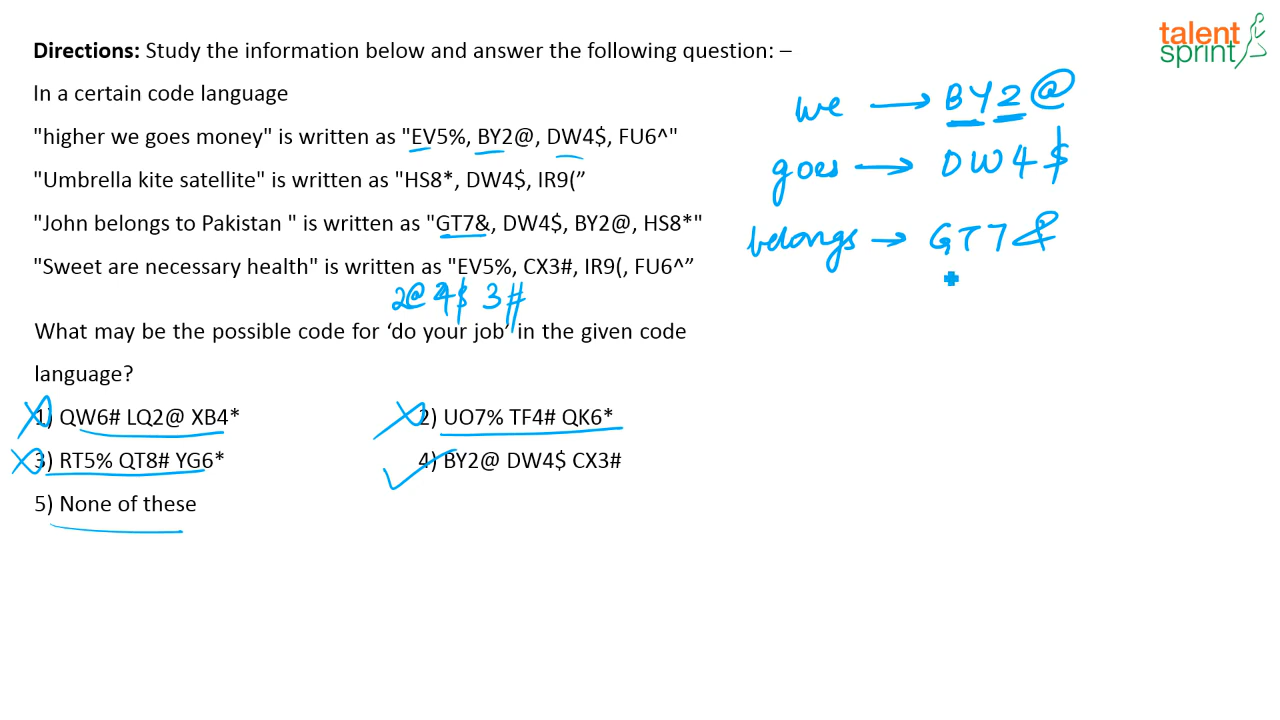 talent
sprint
Directions: Study the information below and answer the following question: –
In a certain code language
"higher we goes money" is written as "EV5%, BY2@, DW4$, FU6^"
"Umbrella kite satellite" is written as "HS8*, DW4$, IR9(”
"John belongs to Pakistan " is written as "GT7&, DW4$, BY2@, HS8*"
"Sweet are necessary health" is written as "EV5%, CX3#, IR9(, FU6^”
2@ 4$ 3#
What may be the possible code for ‘do your job’ in the given code
language?
1) QW6# LQ2@ XB4*
2) UO7% TF4# QK6*
3) RT5% QT8# YG6*
4) BY2@ DW4$ CX3#
5) None of these
we → BY2@
goes → DW4$
belongs → GT7&